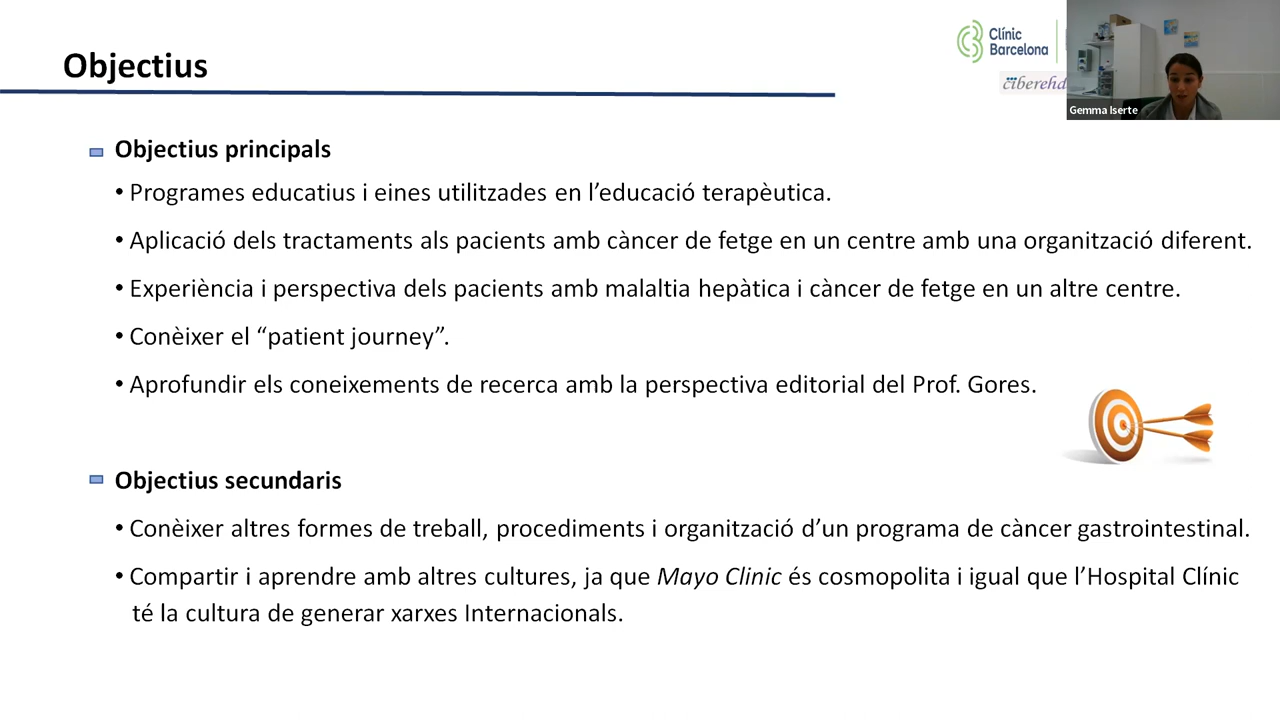 Objectius
Clínic
Barcelona
ciberehd
Gemma Iserte
Objectius principals
• Programes educatius i eines utilitzades en l’educació terapèutica.
• Aplicació dels tractaments als pacients amb càncer de fetge en un centre amb una organització diferent.
• Experiència i perspectiva dels pacients amb malaltia hepàtica i càncer de fetge en un altre centre.
• Conèixer el “patient journey”.
• Aprofundir els coneixements de recerca amb la perspectiva editorial del Prof. Gores.
Objectius secundaris
• Conèixer altres formes de treball, procediments i organització d’un programa de càncer gastrointestinal.
• Compartir i aprendre amb altres cultures, ja que Mayo Clinic és cosmopolita i igual que l’Hospital Clínic
té la cultura de generar xarxes Internacionals.